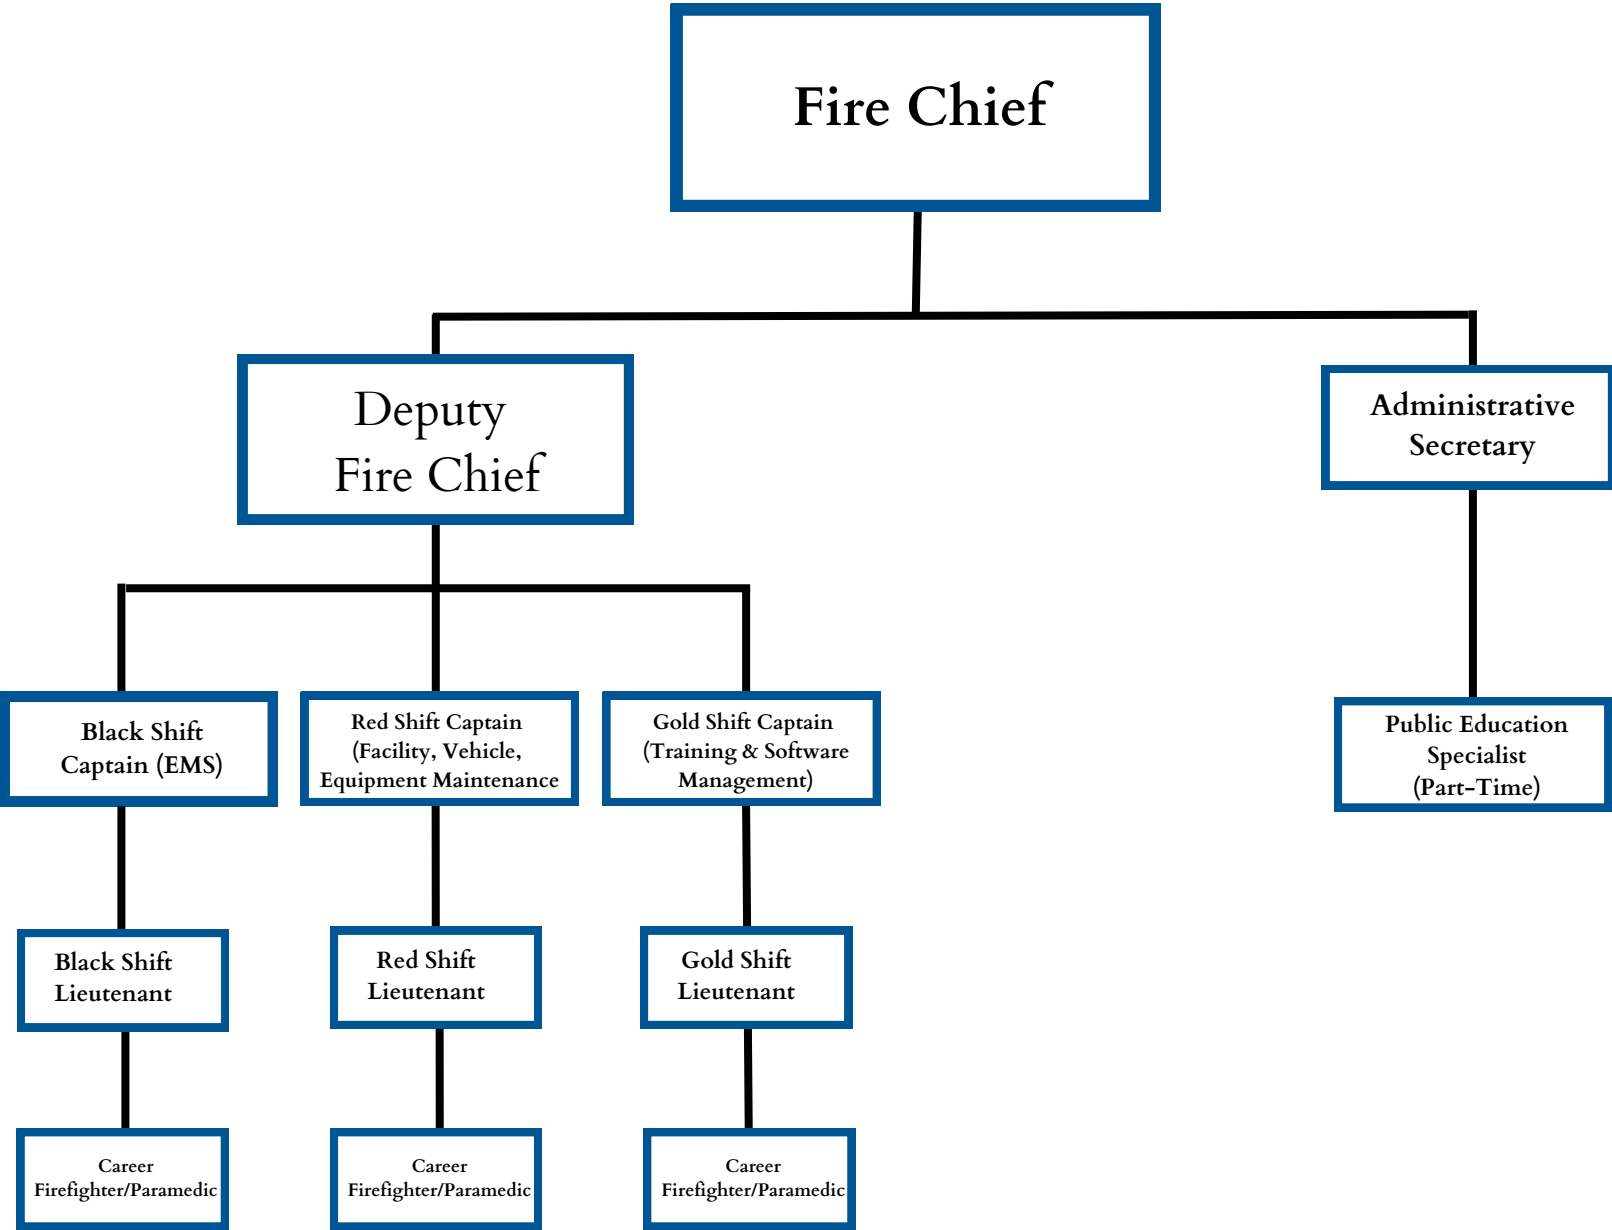 Fire Chief
Deputy
Fire Chief
Administrative
Secretary
Black Shift
Captain (EMS)
Red Shift Captain
(Facility, Vehicle,
Equipment Maintenance
Gold Shift Captain
(Training & Software
Management)
Public Education
Specialist
(Part-Time)
Black Shift
Lieutenant
Red Shift
Lieutenant
Gold Shift
Lieutenant
Career
Firefighter/Paramedic
Career
Firefighter/Paramedic
Career
Firefighter/Paramedic